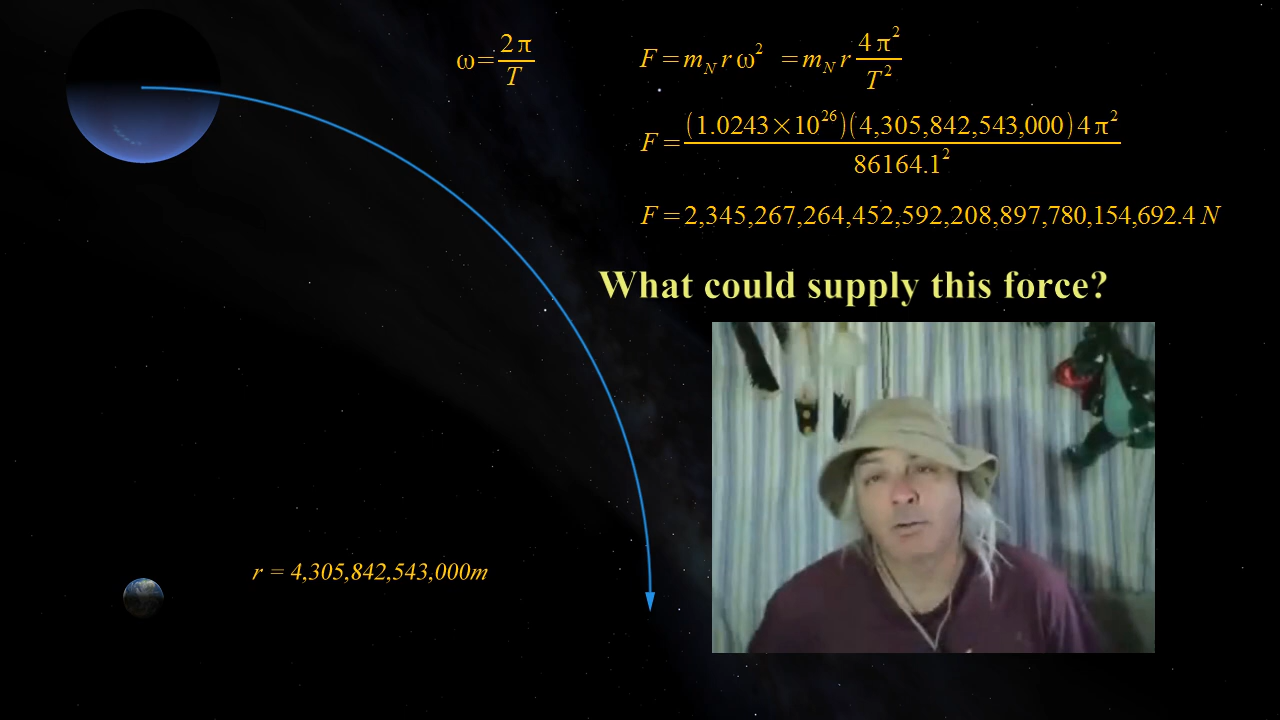 ω=2π/T
F=m_N r ω² =m_N r 4π²/T²
F=(1.0243×10²⁶)(4,305,842,543,000)4π²/86164.1²
F=2,345,267,264,452,592,208,897,780,154,692.4 N
What could supply this force?
r = 4,305,842,543,000m